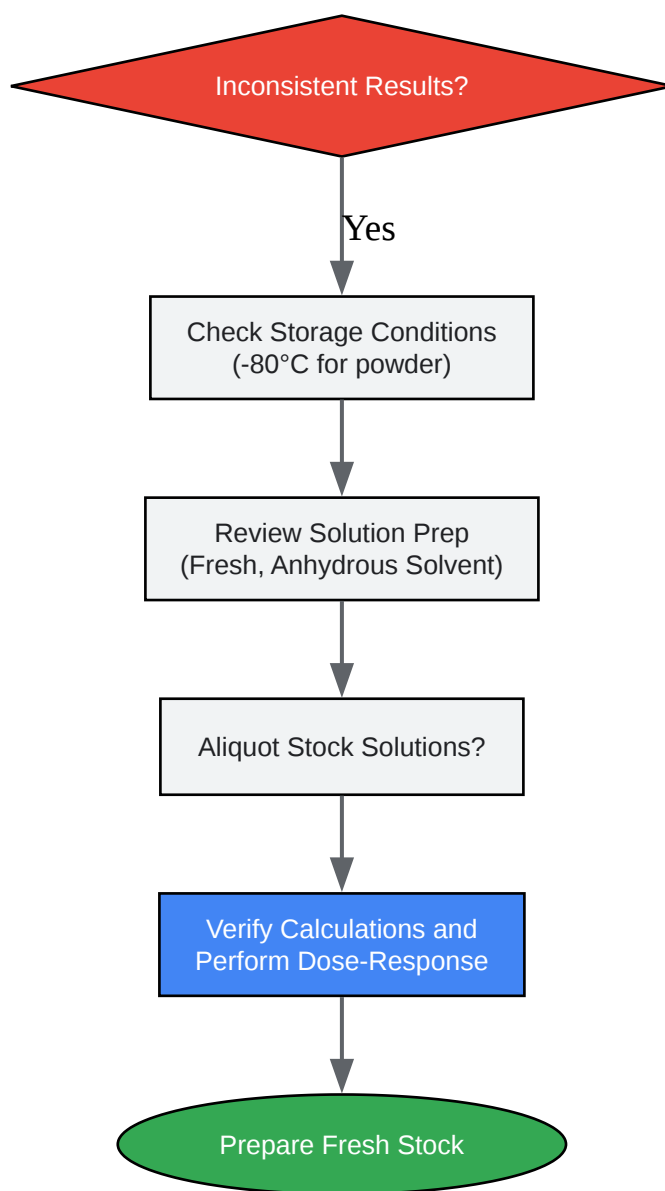 Inconsistent Results?
Yes
Check Storage Conditions
(-80°C for powder)
Review Solution Prep
(Fresh, Anhydrous Solvent)
Aliquot Stock Solutions?
Verify Calculations and
Perform Dose-Response
Prepare Fresh Stock